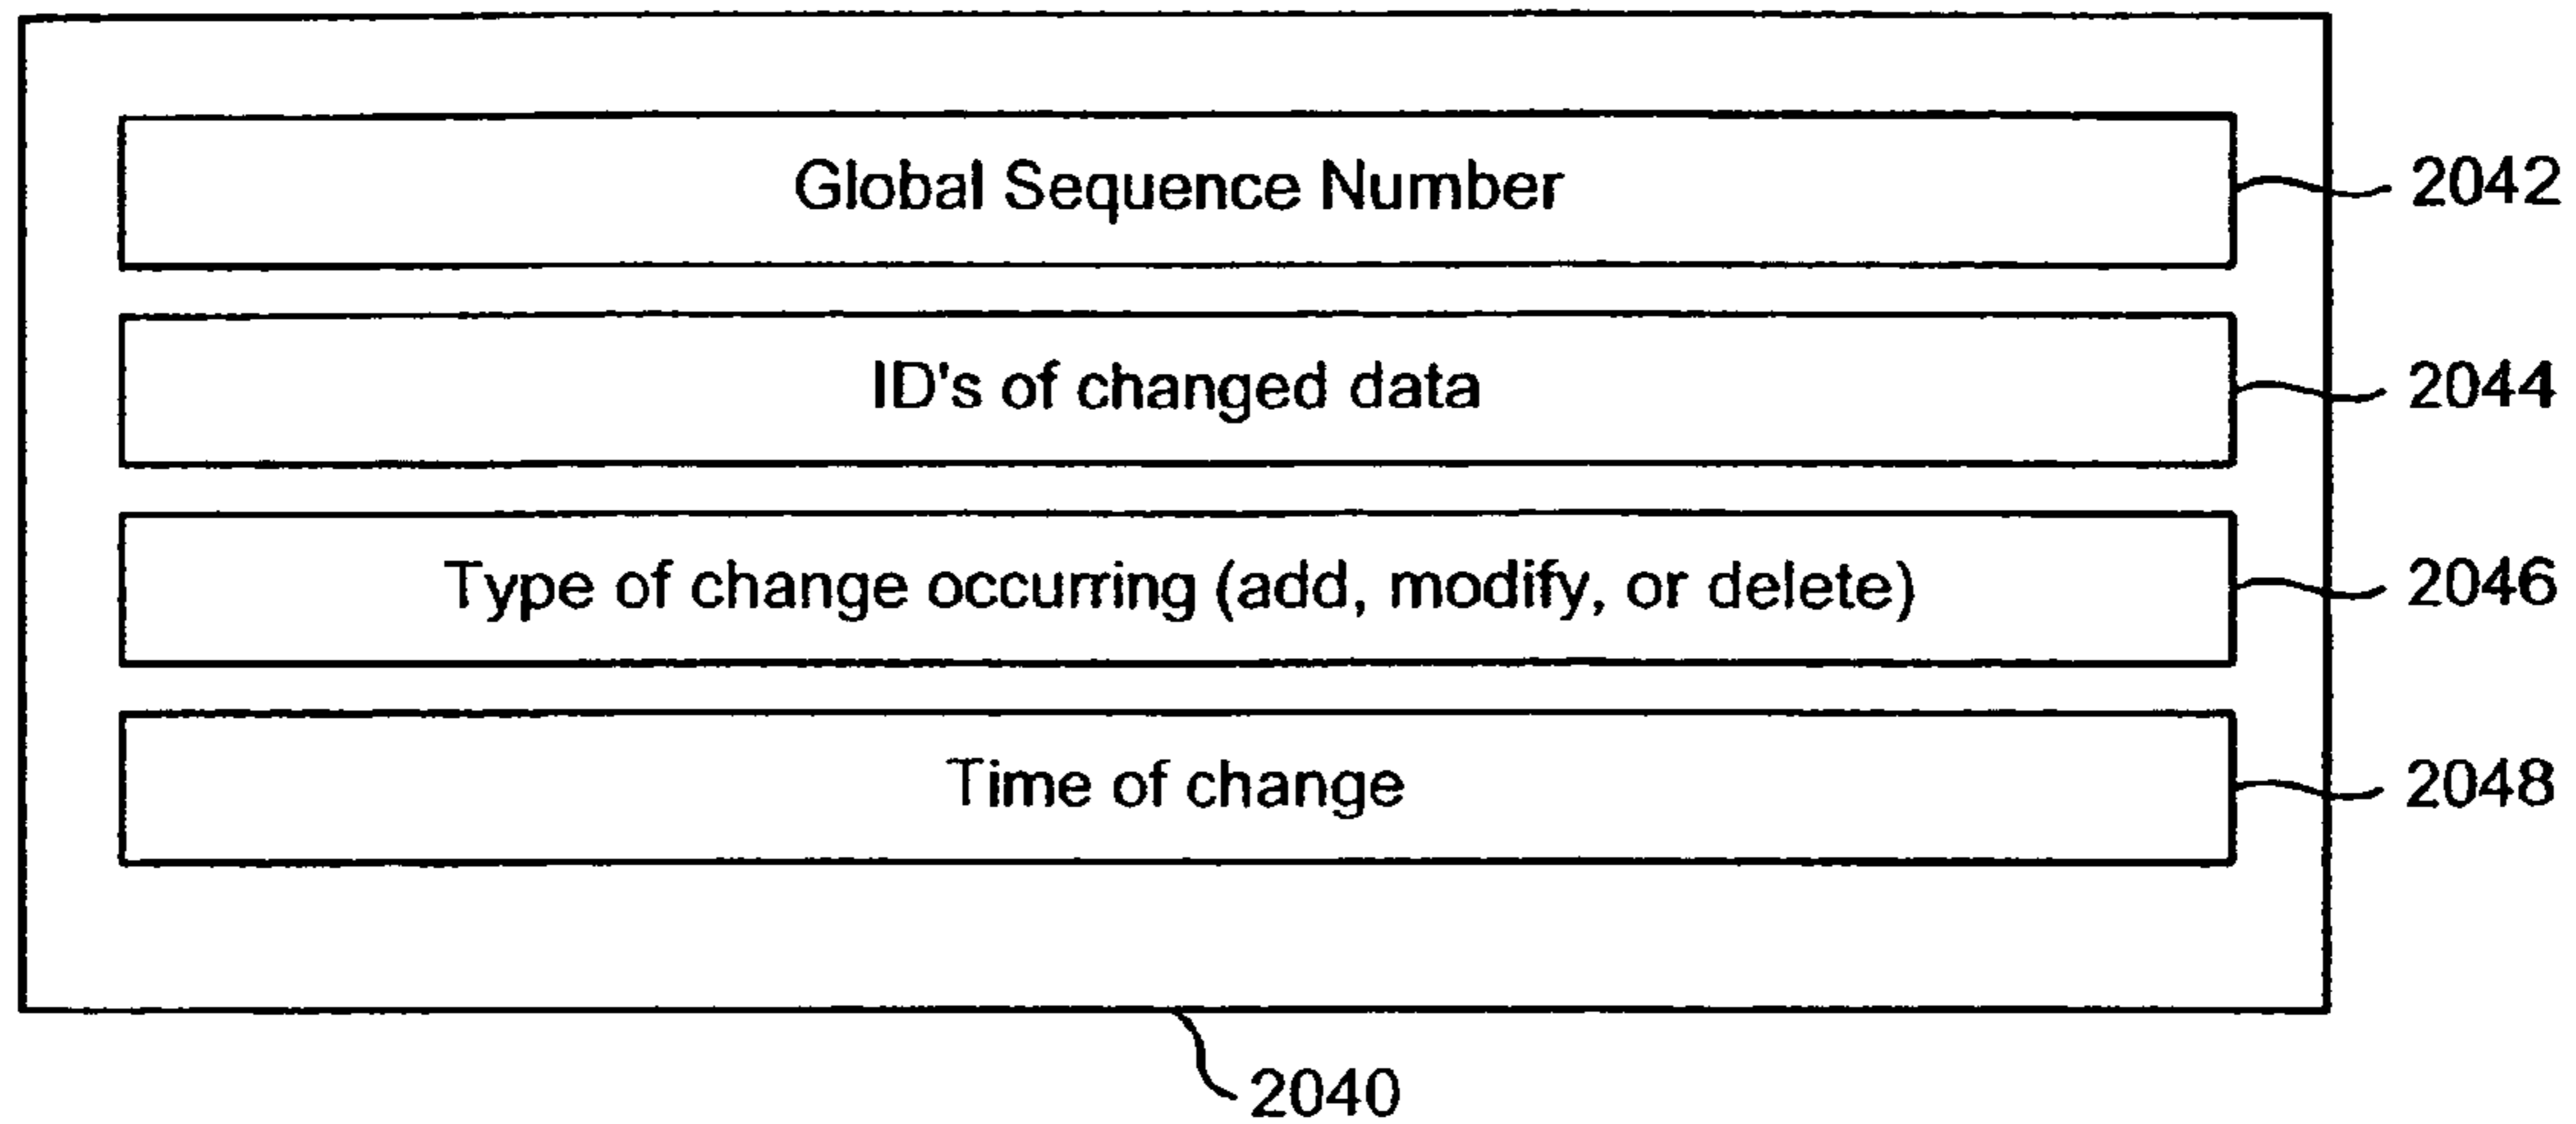 Global Sequence Number
2042
ID's of changed data
2044
Type of change occurring (add, modify, or delete)
2046
Time of change
2048
2040